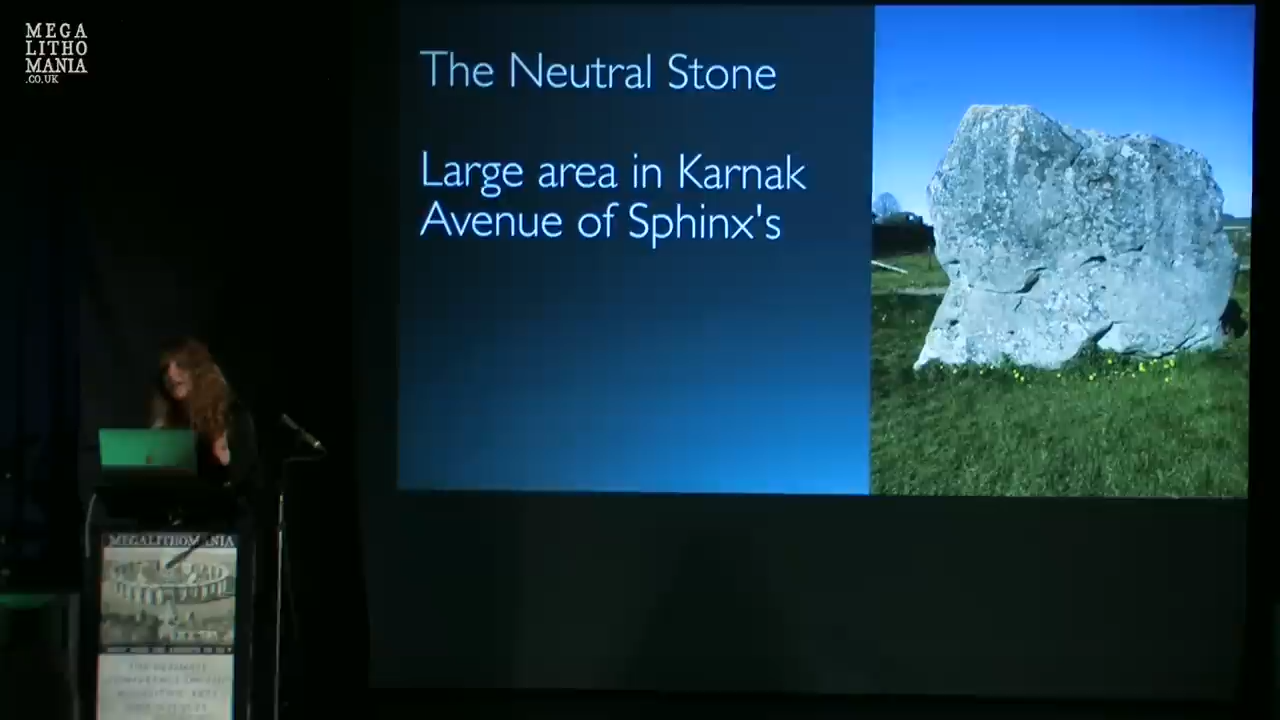 MEGA
LITHO
MANIA
.CO.UK
The Neutral Stone
Large area in Karnak
Avenue of Sphinx's
MEGALITHOMANIA